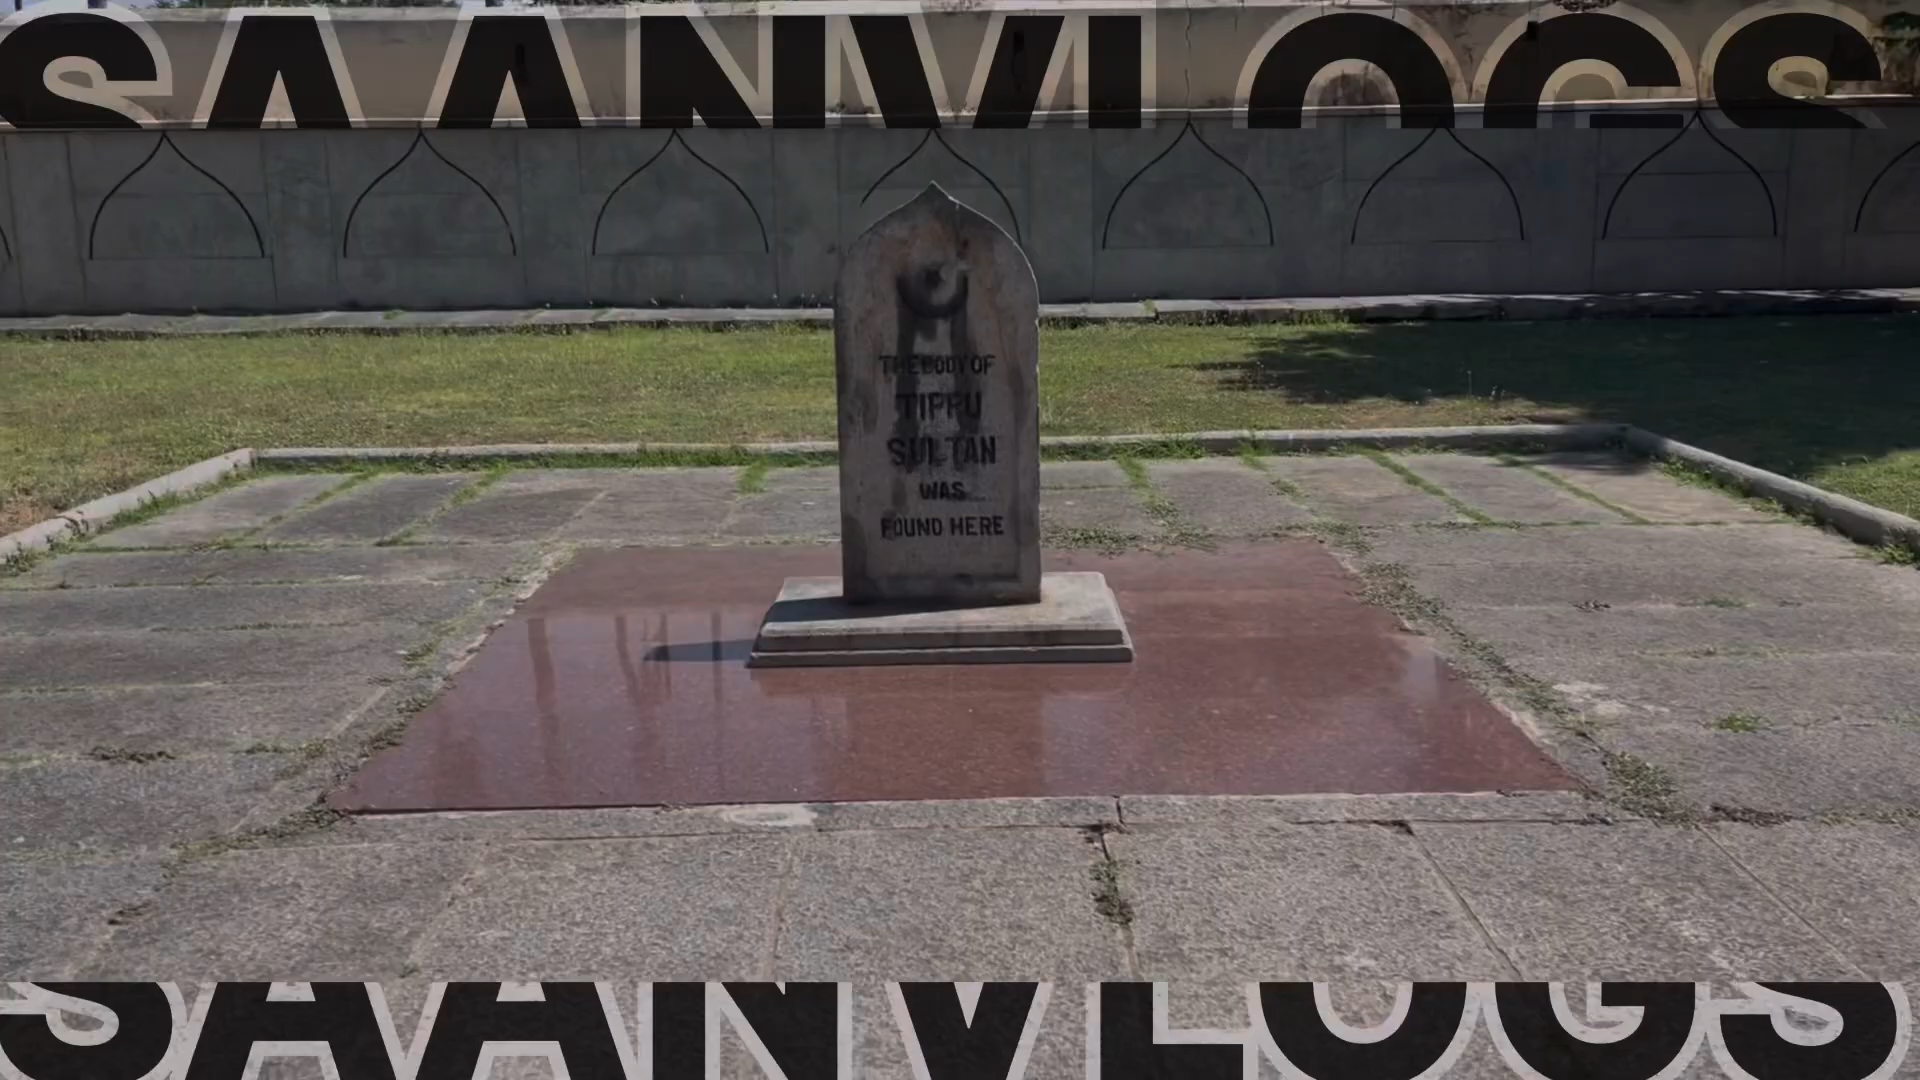 SAANVLOGS
THE BODY OF
TIPPU
SULTAN
WAS
FOUND HERE
SAANVLOGS